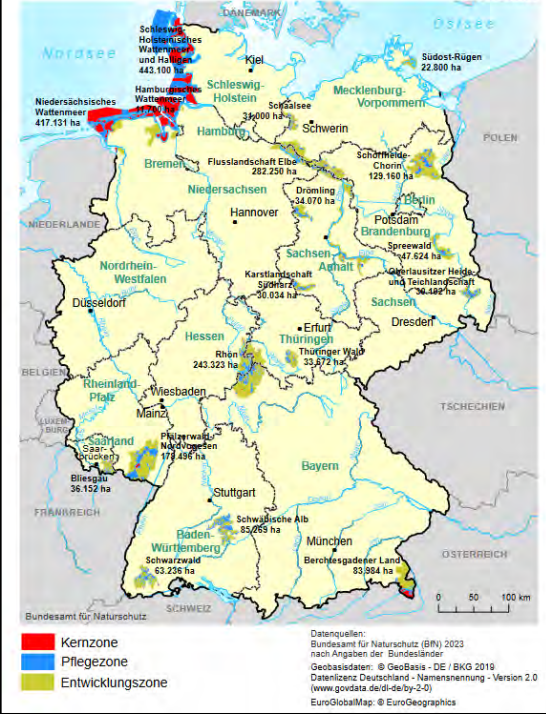 DÄNEMARK
Ostsee
Nordsee
Schleswig-
Holsteinisches
Wattenmeer
und Halligen
443.100 ha
Kiel
Südost-Rügen
22.800 ha
Schleswig-
Holstein
Mecklenburg-
Vorpommern
Hamburgisches
Wattenmeer
11.700 ha
Niedersächsisches
Wattenmeer
417.131 ha
Schaalsee
31.000 ha
Schwerin
Hamburg
POLEN
Bremen
Flusslandschaft Elbe
282.250 ha
Schorfheide-
Chorin
129.160 ha
Niedersachsen
Drömling
34.070 ha
Berlin
Potsdam
Brandenburg
Hannover
NIEDERLANDE
Spreewald
47.624 ha
Sachsen-
Anhalt
Nordrhein-
Westfalen
Karstlandschaft
Südharz
30.034 ha
Oberlausitzer Heide-
und Teichlandschaft
Sachsen
Düsseldorf
Dresden
Hessen
Erfurt
Thüringen
Rhön
243.323 ha
Thüringer Wald
33.672 ha
BELGIEN
Rheinland-
Pfalz
Wiesbaden
Mainz
TSCHECHIEN
LUXEM-
BURG
Saarland
Saar-
brücken
Pfälzerwald-
Nordvogesen
178.496 ha
Bayern
Bliesgau
36.152 ha
Stuttgart
FRANKREICH
Schwäbische Alb
85.269 ha
Baden-
Württemberg
München
Schwarzwald
63.236 ha
Berchtesgadener Land
83.984 ha
ÖSTERREICH
SCHWEIZ
0 50 100 km
Bundesamt für Naturschutz
Kernzone
Pflegezone
Entwicklungszone
Datenquellen:
Bundesamt für Naturschutz (BfN) 2023
nach Angaben der Bundesländer
Geobasisdaten: © GeoBasis - DE / BKG 2019
Datenlizenz Deutschland - Namensnennung - Version 2.0
(www.govdata.de/dl-de/by-2-0)
EuroGlobalMap: © EuroGeographics